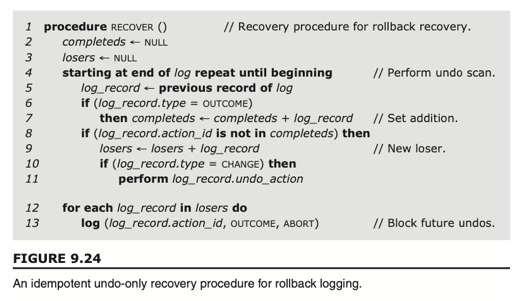 1 procedure RECOVER () // Recovery procedure for rollback recovery.
2 completeds ← NULL
3 losers ← NULL
4 starting at end of log repeat until beginning // Perform undo scan.
5 log_record ← previous record of log
6 if (log_record.type = OUTCOME)
7 then completeds ← completeds + log_record // Set addition.
8 if (log_record.action_id is not in completeds) then
9 losers ← losers + log_record // New loser.
10 if (log_record.type = CHANGE) then
11 perform log_record.undo_action
12 for each log_record in losers do
13 log (log_record.action_id, OUTCOME, ABORT) // Block future undos.
FIGURE 9.24
An idempotent undo-only recovery procedure for rollback logging.